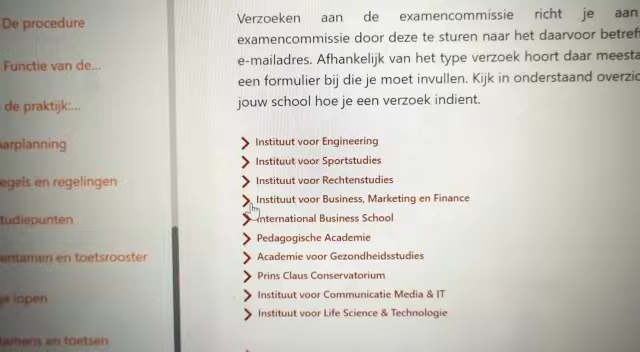 De procedure
Functie van de...
de praktijk:...
arplanning
egels en regelingen
tudiepunten
entamen en toetsrooster
je lopen
tamens en toetsen
Verzoeken aan de examencommissie richt je aan
examencommissie door deze te sturen naar het daarvoor betref
e-mailadres. Afhankelijk van het type verzoek hoort daar meesta
een formulier bij die je moet invullen. Kijk in onderstaand overzic
jouw school hoe je een verzoek indient.
Instituut voor Engineering
Instituut voor Sportstudies
Instituut voor Rechtenstudies
Instituut voor Business, Marketing en Finance
International Business School
Pedagogische Academie
Academie voor Gezondheidsstudies
Prins Claus Conservatorium
Instituut voor Communicatie Media & IT
Instituut voor Life Science & Technologie